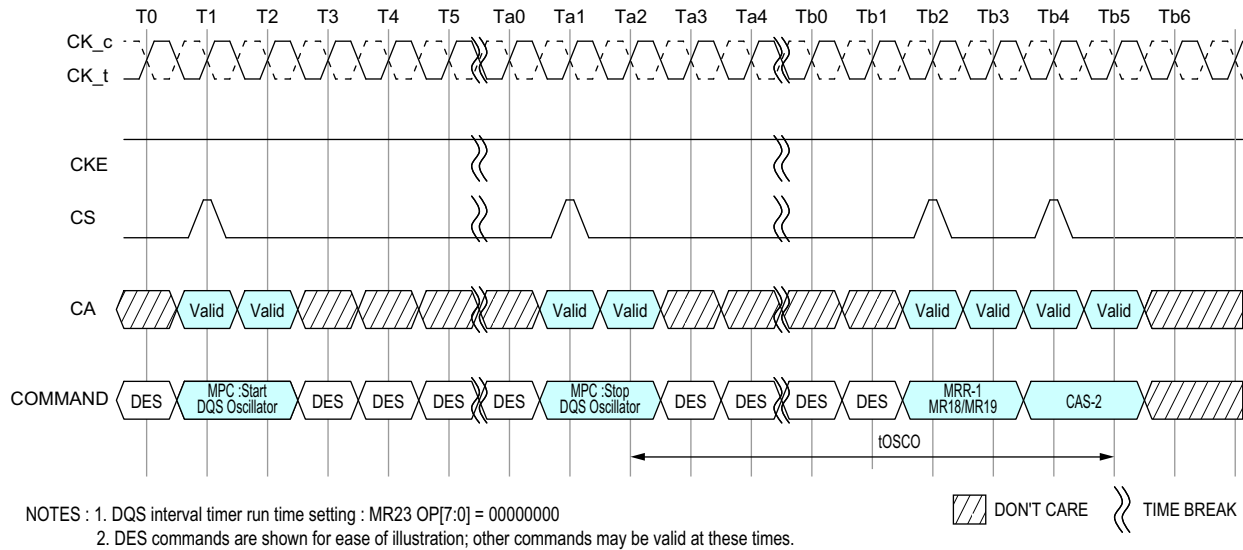 T0 T1 T2 T3 T4 T5 Ta0 Ta1 Ta2 Ta3 Ta4 Tb0 Tb1 Tb2 Tb3 Tb4 Tb5 Tb6
CK_c
CK_t
CKE
CS
CA Valid Valid Valid Valid Valid Valid Valid Valid
COMMAND DES MPC :Start DQS Oscillator DES DES DES DES MPC :Stop DQS Oscillator DES DES DES DES MRR-1 MR18/MR19 CAS-2
tOSCO
NOTES : 1. DQS interval timer run time setting : MR23 OP[7:0] = 00000000
2. DES commands are shown for ease of illustration; other commands may be valid at these times.
DON'T CARE TIME BREAK